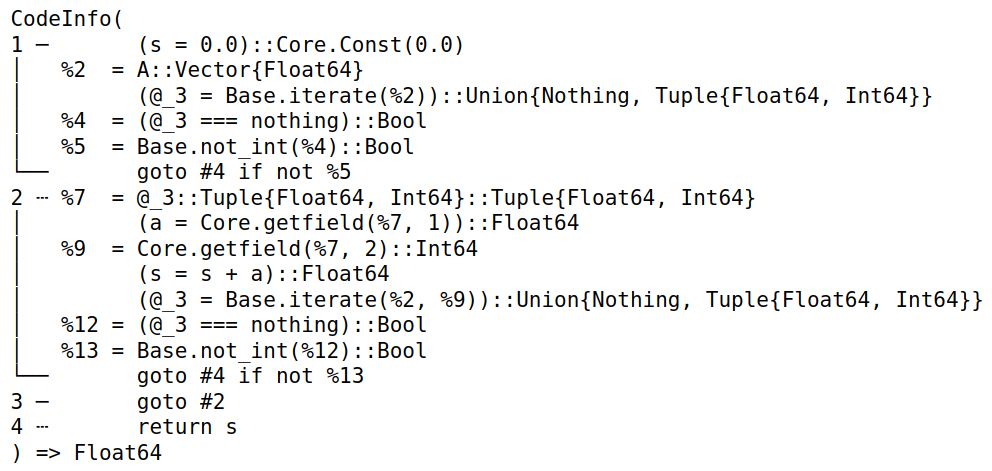 CodeInfo(
1 ─       (s = 0.0)::Core.Const(0.0)
│   %2  = A::Vector{Float64}
│         (@_3 = Base.iterate(%2))::Union{Nothing, Tuple{Float64, Int64}}
│   %4  = (@_3 === nothing)::Bool
│   %5  = Base.not_int(%4)::Bool
└──       goto #4 if not %5
2 ┄ %7  = @_3::Tuple{Float64, Int64}::Tuple{Float64, Int64}
│         (a = Core.getfield(%7, 1))::Float64
│   %9  = Core.getfield(%7, 2)::Int64
│         (s = s + a)::Float64
│         (@_3 = Base.iterate(%2, %9))::Union{Nothing, Tuple{Float64, Int64}}
│   %12 = (@_3 === nothing)::Bool
│   %13 = Base.not_int(%12)::Bool
└──       goto #4 if not %13
3 ─       goto #2
4 ┄       return s
) => Float64